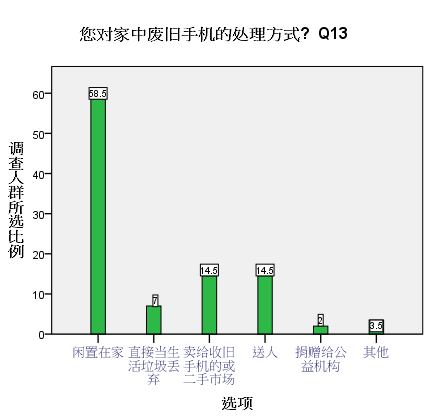 您对家中废旧手机的处理方式? Q13
调查人群所选比例
60
50
40
30
20
10
0
58.5
7
14.5
14.5
2
3.5
闲置在家
直接当生
活垃圾丢
弃
卖给收旧
手机的或
二手市场
送人
捐赠给公
益机构
其他
选项